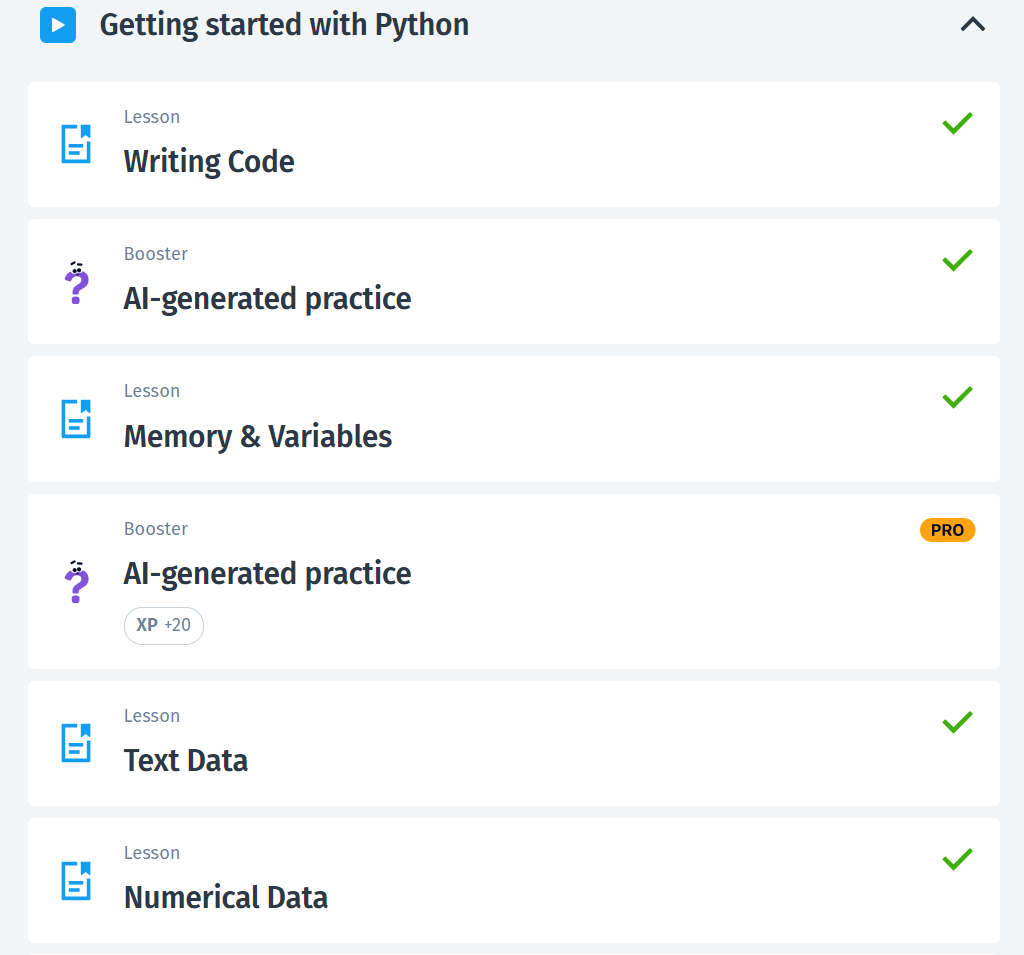 Getting started with Python
Lesson
Writing Code
Booster
AI-generated practice
Lesson
Memory & Variables
Booster
PRO
AI-generated practice
XP +20
Lesson
Text Data
Lesson
Numerical Data